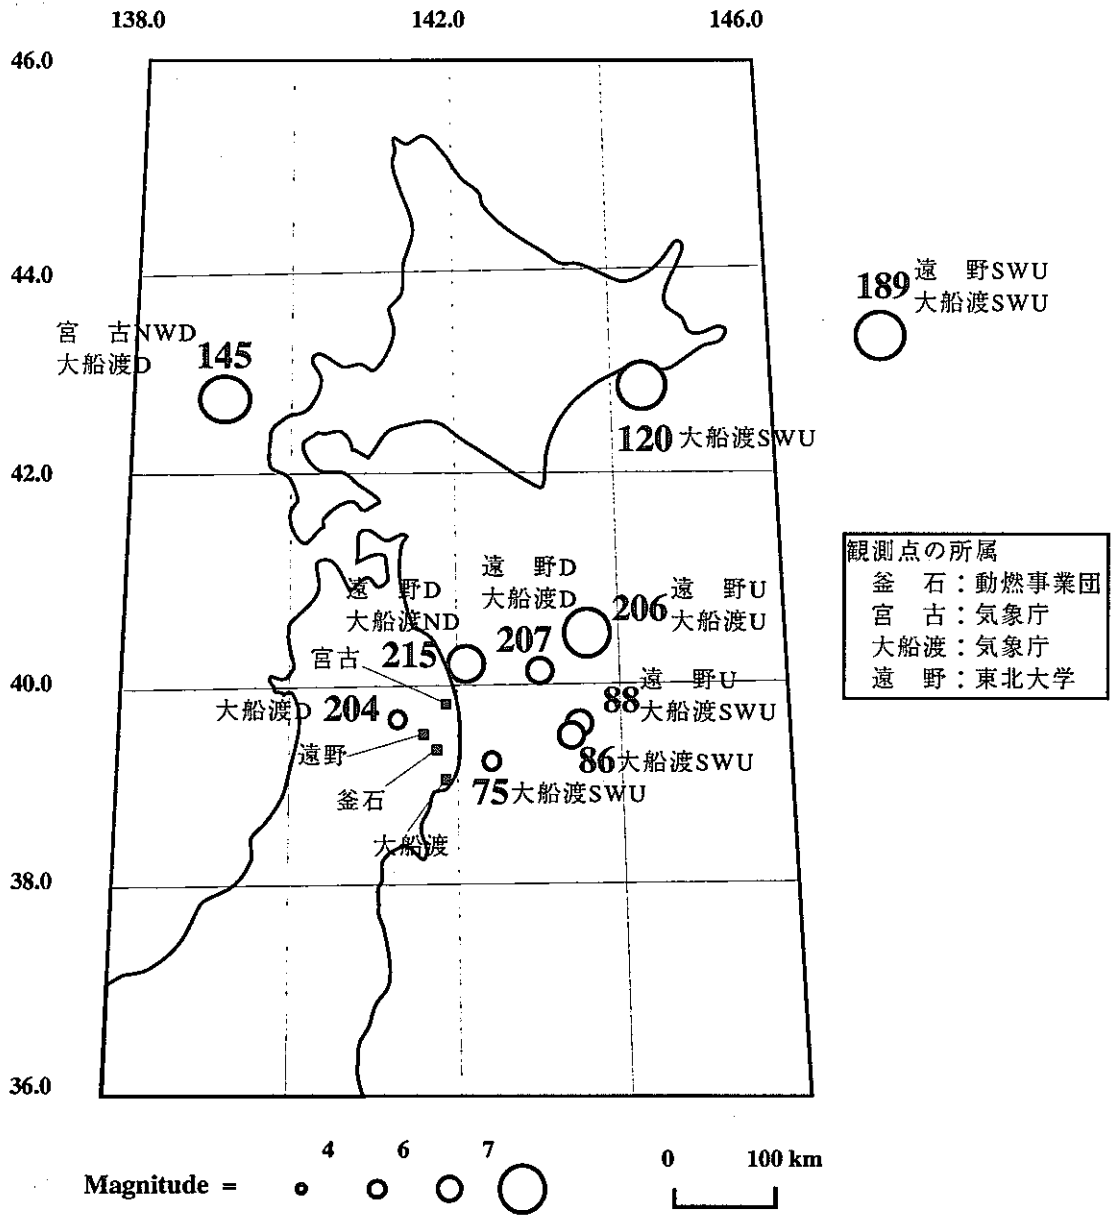 138.0 142.0 146.0
46.0
44.0
遠　野SWU
189 大船渡SWU
宮　古NWD
大船渡D 145
120 大船渡SWU
42.0
観測点の所属
釜　石：動燃事業団
宮　古：気象庁
大船渡：気象庁
遠　野：東北大学
遠　野D
大船渡D
207
遠　野U
206 大船渡U
遠　野D
大船渡ND
215
宮古
40.0
遠　野U
88 大船渡SWU
大船渡D 204
遠野
86 大船渡SWU
75 大船渡SWU
釜石
大船渡
38.0
36.0
4 6 7
Magnitude =
0 100 km